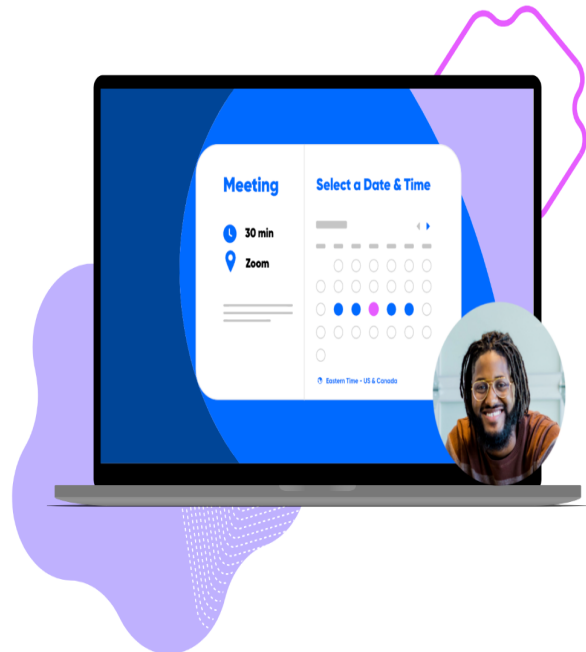 Meeting
30 min
Zoom
Select a Date & Time
Eastern Time - US & Canada